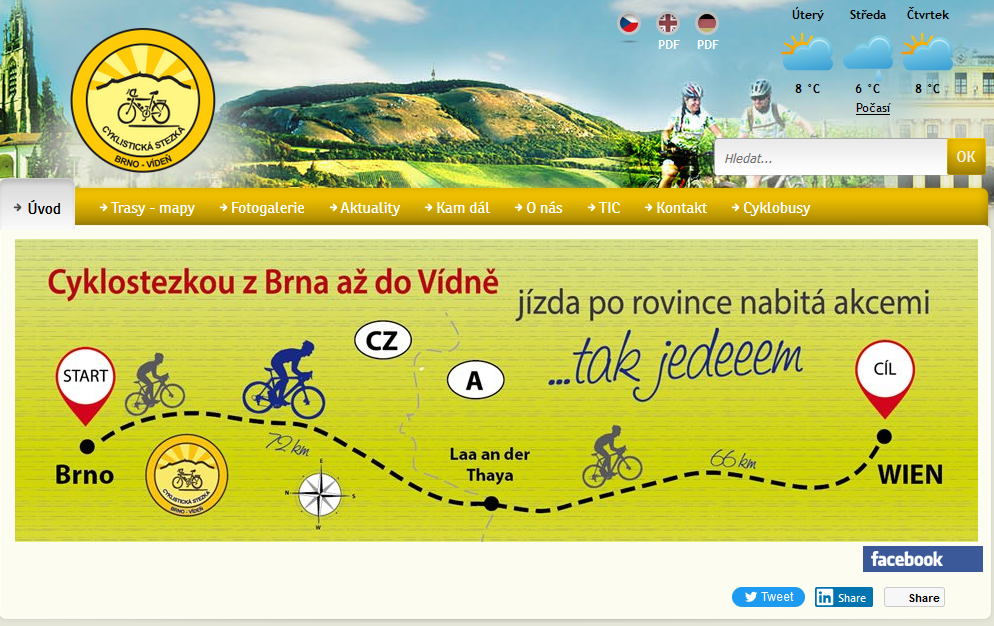 Úterý Středa Čtvrtek
PDF PDF
8 °C 6 °C 8 °C
Počasí
CYKLISTICKÁ STEZKA
BRNO - VÍDEŇ
Hledat... OK
Úvod Trasy - mapy Fotogalerie Aktuality Kam dál O nás TIC Kontakt Cyklobusy
Cyklostezkou z Brna až do Vídně
jízda po rovince nabitá akcemi
...tak jedeeem
CZ
A
START
CÍL
72 km
Laa an der
Thaya
66 km
Brno
WIEN
CYKLISTICKÁ STEZKA
BRNO - VÍDEŇ
E
N S
W
facebook
Tweet in Share Share